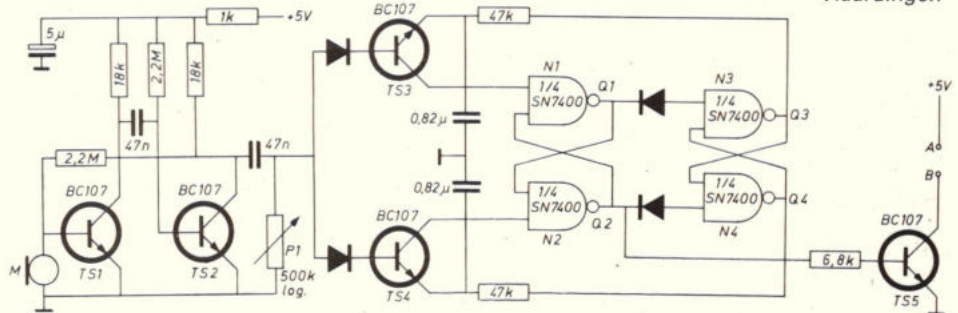 Vlaardingen
1k
+5V
5µ
18k
2,2M
18k
47n
47n
2,2M
BC107
TS1
BC107
TS2
M
P1
500k
log.
BC107
TS3
BC107
TS4
47k
0,82µ
0,82µ
47k
N1
1/4
SN7400
Q1
1/4
SN7400
N2
Q2
N3
1/4
SN7400
Q3
1/4
SN7400
N4
Q4
6,8k
+5V
A
B
BC107
TS5